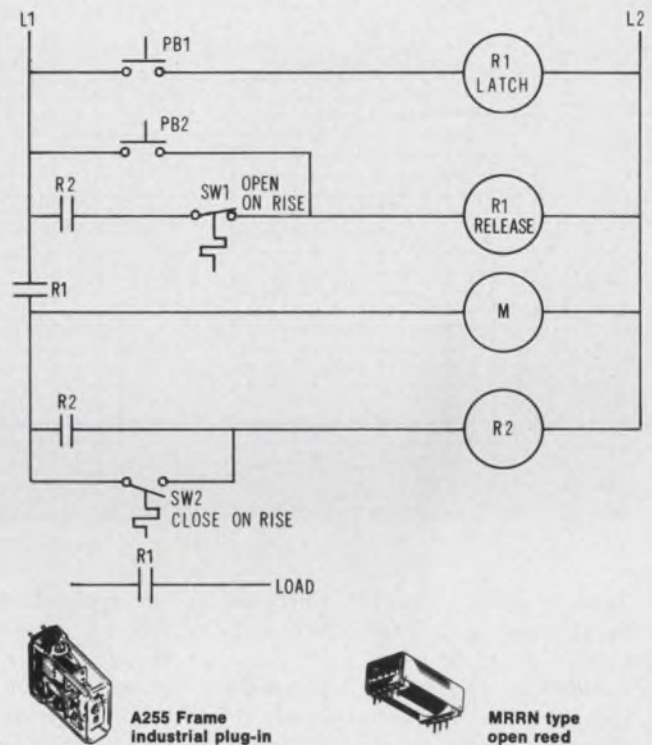 L1
L2
PB1
R1
LATCH
PB2
R2
SW1
OPEN
ON RISE
R1
RELEASE
R1
M
R2
R2
SW2
CLOSE ON RISE
R1
LOAD
A255 Frame
industrial plug-in
MRRN type
open reed